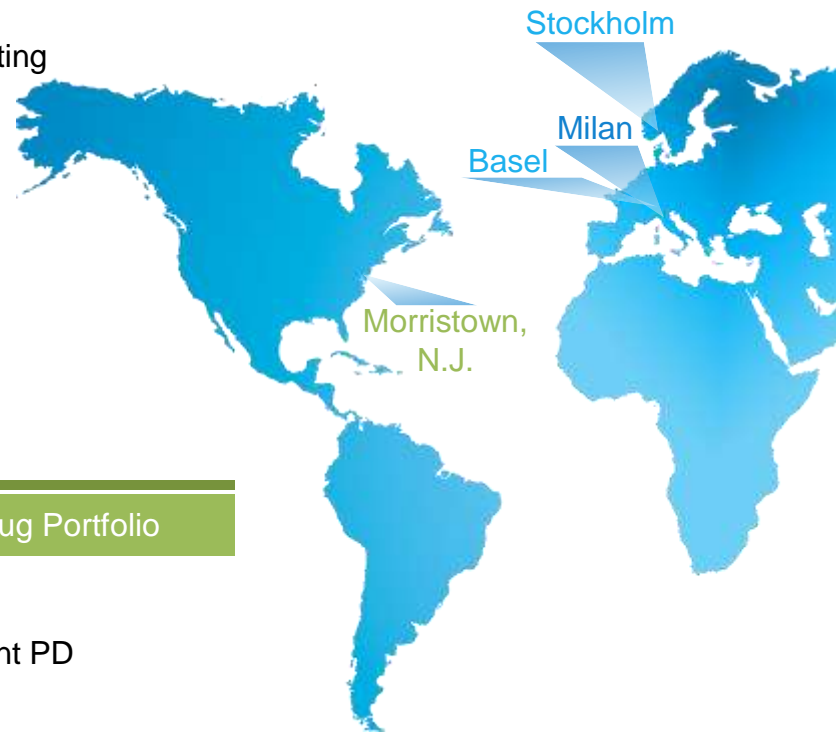 Stockholm
ting
Milan
Basel
Morristown,
N.J.
ug Portfolio
nt PD